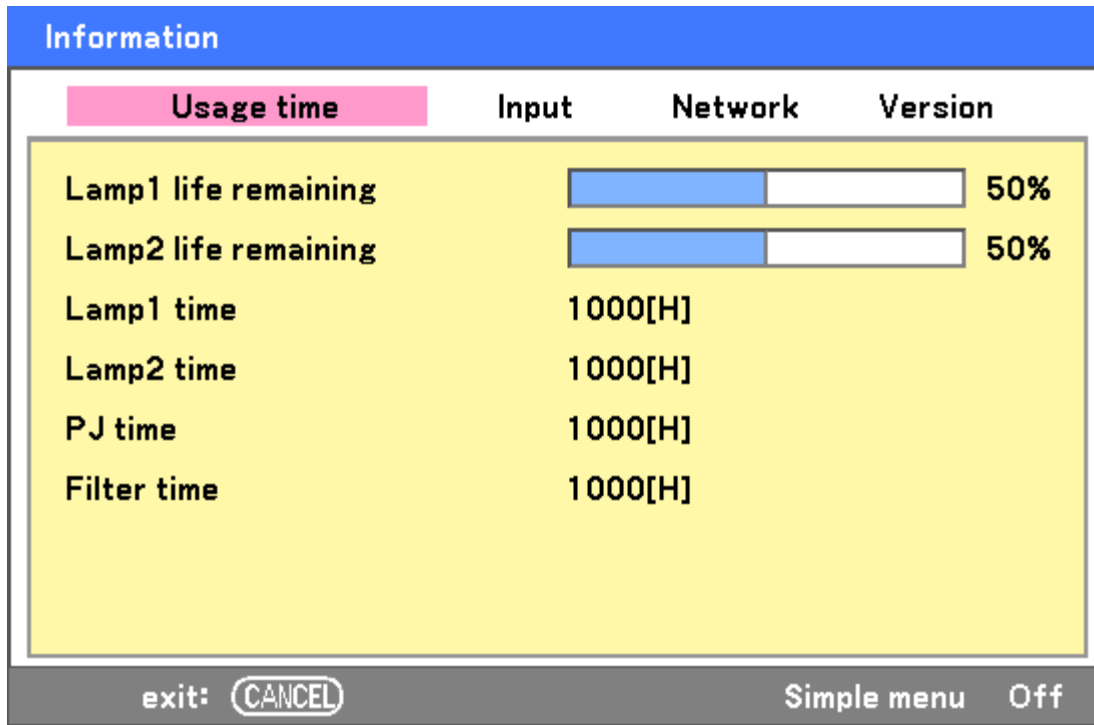 Information
Usage time Input Network Version
Lamp1 life remaining 50%
Lamp2 life remaining 50%
Lamp1 time 1000[H]
Lamp2 time 1000[H]
PJ time 1000[H]
Filter time 1000[H]
exit: CANCEL Simple menu Off